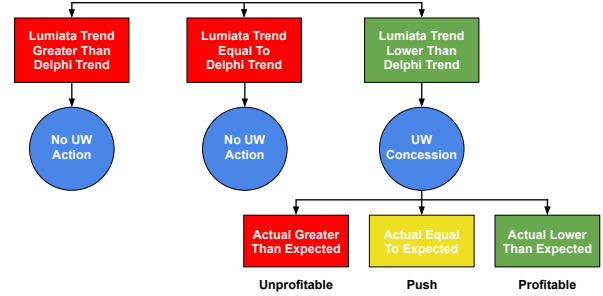 Lumiata Trend
Greater Than
Delphi Trend
Lumiata Trend
Equal To
Delphi Trend
Lumiata Trend
Lower Than
Delphi Trend
No UW
Action
No UW
Action
UW
Concession
Actual Greater
Than Expected
Actual Equal
To Expected
Actual Lower
Than Expected
Unprofitable
Push
Profitable